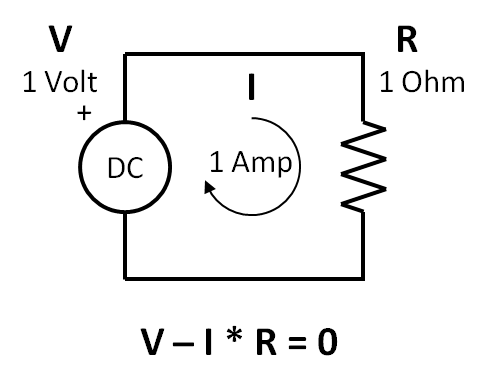 V
1 Volt
+
DC
I
1 Amp
R
1 Ohm
V – I * R = 0